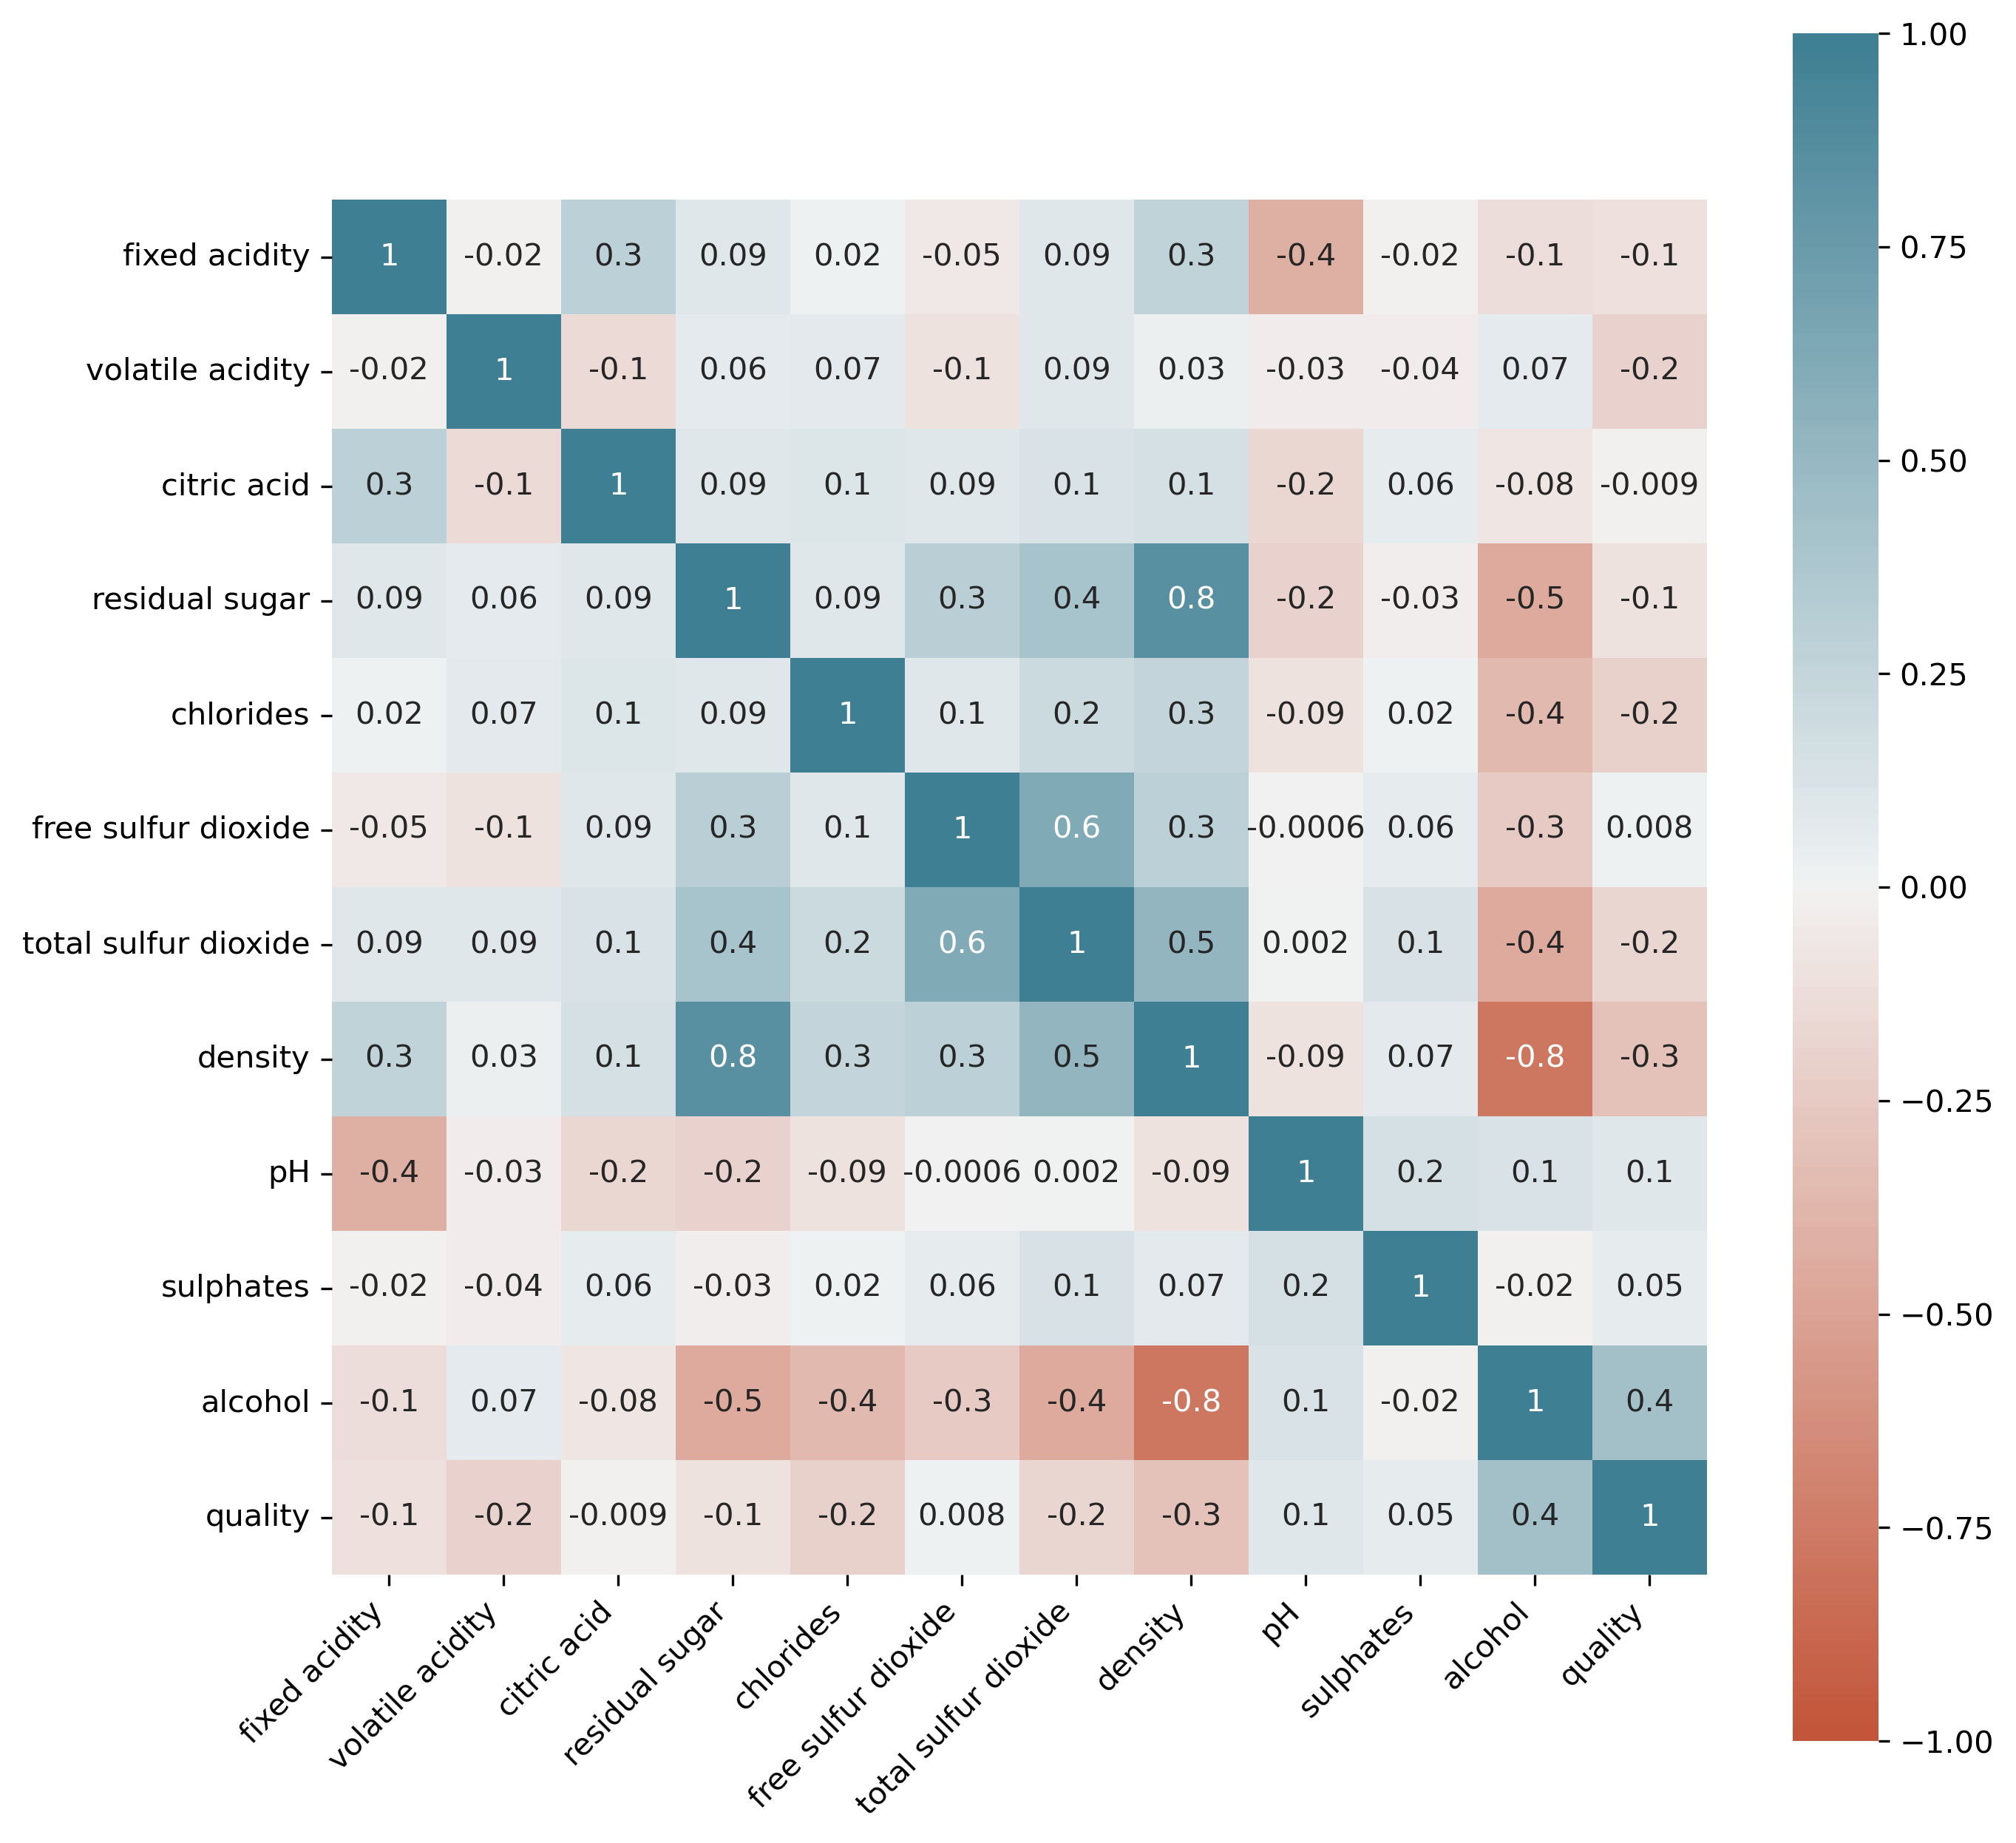 1.00
0.75
0.50
0.25
0.00
−0.25
−0.50
−0.75
−1.00
fixed acidity 1 -0.02 0.3 0.09 0.02 -0.05 0.09 0.3 -0.4 -0.02 -0.1 -0.1
volatile acidity -0.02 1 -0.1 0.06 0.07 -0.1 0.09 0.03 -0.03 -0.04 0.07 -0.2
citric acid 0.3 -0.1 1 0.09 0.1 0.09 0.1 0.1 -0.2 0.06 -0.08 -0.009
residual sugar 0.09 0.06 0.09 1 0.09 0.3 0.4 0.8 -0.2 -0.03 -0.5 -0.1
chlorides 0.02 0.07 0.1 0.09 1 0.1 0.2 0.3 -0.09 0.02 -0.4 -0.2
free sulfur dioxide -0.05 -0.1 0.09 0.3 0.1 1 0.6 0.3 -0.0006 0.06 -0.3 0.008
total sulfur dioxide 0.09 0.09 0.1 0.4 0.2 0.6 1 0.5 0.002 0.1 -0.4 -0.2
density 0.3 0.03 0.1 0.8 0.3 0.3 0.5 1 -0.09 0.07 -0.8 -0.3
pH -0.4 -0.03 -0.2 -0.2 -0.09 -0.0006 0.002 -0.09 1 0.2 0.1 0.1
sulphates -0.02 -0.04 0.06 -0.03 0.02 0.06 0.1 0.07 0.2 1 -0.02 0.05
alcohol -0.1 0.07 -0.08 -0.5 -0.4 -0.3 -0.4 -0.8 0.1 -0.02 1 0.4
quality -0.1 -0.2 -0.009 -0.1 -0.2 0.008 -0.2 -0.3 0.1 0.05 0.4 1
fixed acidity
volatile acidity
citric acid
residual sugar
chlorides
free sulfur dioxide
total sulfur dioxide
density
pH
sulphates
alcohol
quality